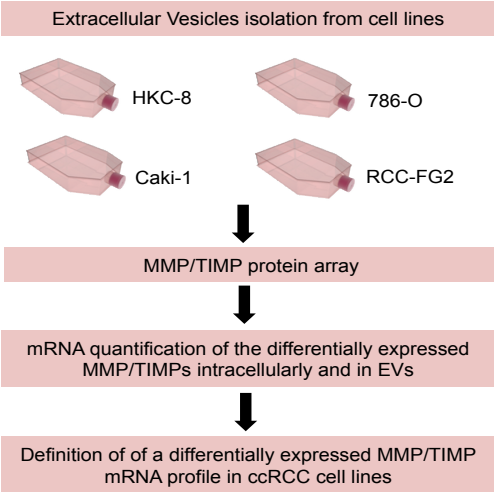 Extracellular Vesicles isolation from cell lines
HKC-8
786-O
Caki-1
RCC-FG2
MMP/TIMP protein array
mRNA quantification of the differentially expressed
MMP/TIMPs intracellularly and in EVs
Definition of of a differentially expressed MMP/TIMP
mRNA profile in ccRCC cell lines